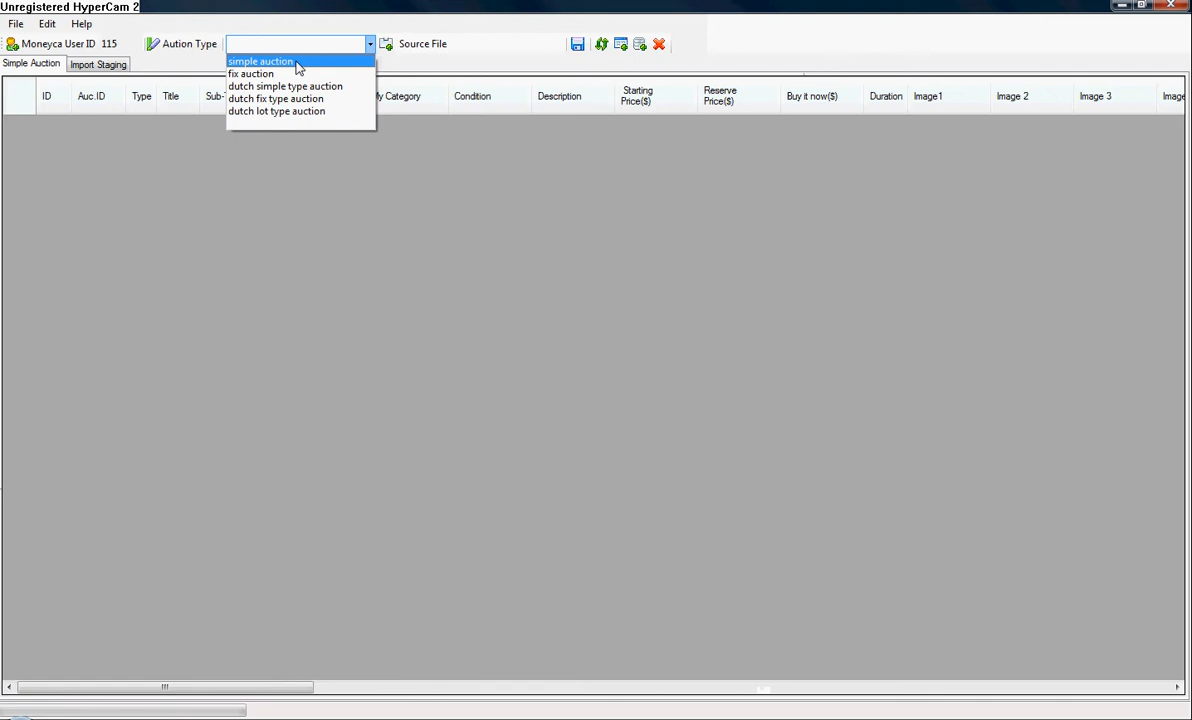 Unregistered HyperCam 2
File Edit Help
Moneyca User ID 115 Aution Type Source File
Simple Auction Import Staging
simple auction
fix auction
dutch simple type auction
dutch fix type auction
dutch lot type auction
ID Auc.ID Type Title Sub- My Category Condition Description Starting Price($) Reserve Price($) Buy it now($) Duration Image1 Image 2 Image 3 Image